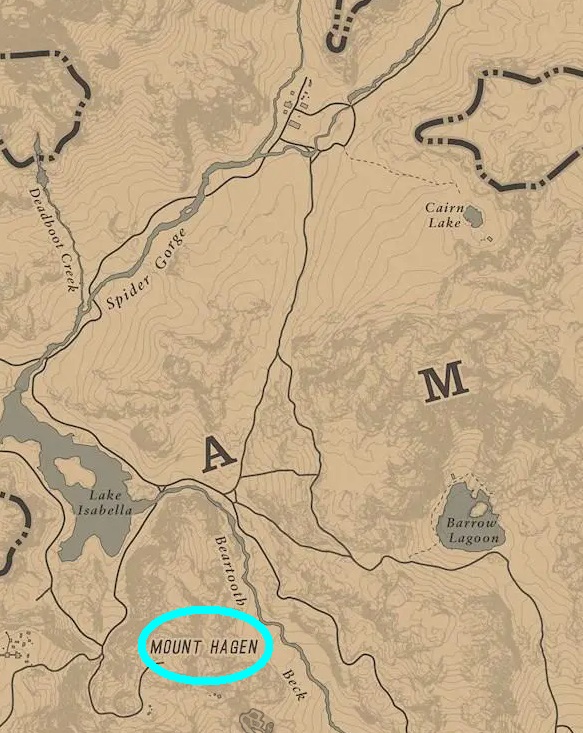 Deadboot Creek
Spider Gorge
Cairn
Lake
M
A
Lake
Isabella
Barrow
Lagoon
Beartooth
Beck
MOUNT HAGEN